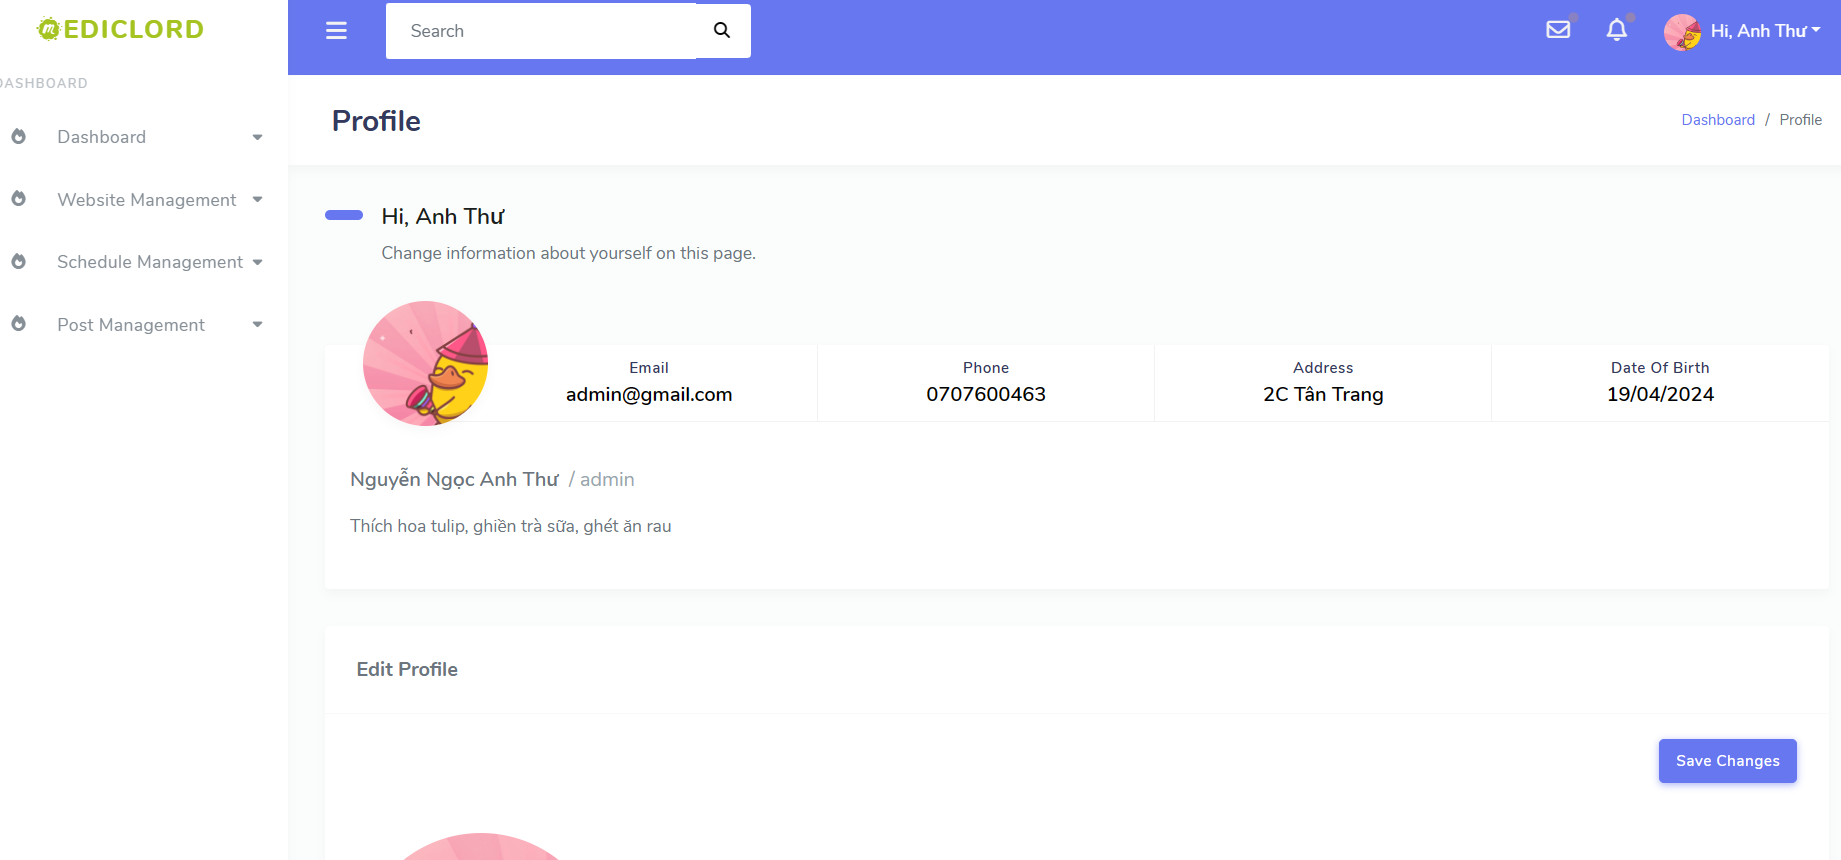 mEDICLORD
DASHBOARD
Dashboard
Website Management
Schedule Management
Post Management
Search
Hi, Anh Thư
Profile
Dashboard / Profile
Hi, Anh Thư
Change information about yourself on this page.
Email
admin@gmail.com
Phone
0707600463
Address
2C Tân Trang
Date Of Birth
19/04/2024
Nguyễn Ngọc Anh Thư / admin
Thích hoa tulip, ghiền trà sữa, ghét ăn rau
Edit Profile
Save Changes